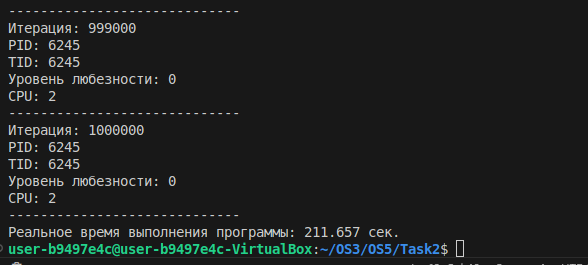 -----------------------------
Итерация: 999000
PID: 6245
TID: 6245
Уровень любезности: 0
CPU: 2
-----------------------------
Итерация: 1000000
PID: 6245
TID: 6245
Уровень любезности: 0
CPU: 2
-----------------------------
Реальное время выполнения программы: 211.657 сек.
user-b9497e4c@user-b9497e4c-VirtualBox:~/OS3/OS5/Task2$